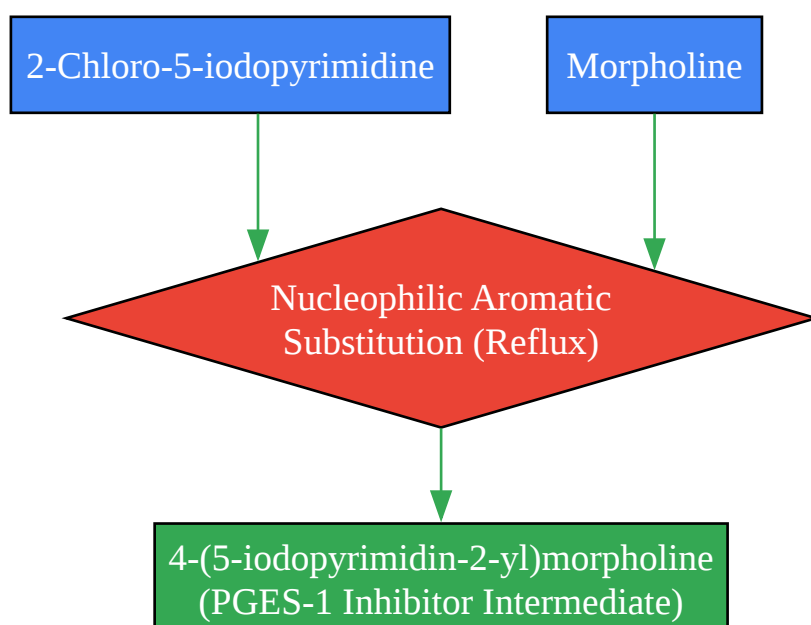 2-Chloro-5-iodopyrimidine
Morpholine
Nucleophilic Aromatic
Substitution (Reflux)
4-(5-iodopyrimidin-2-yl)morpholine
(PGES-1 Inhibitor Intermediate)